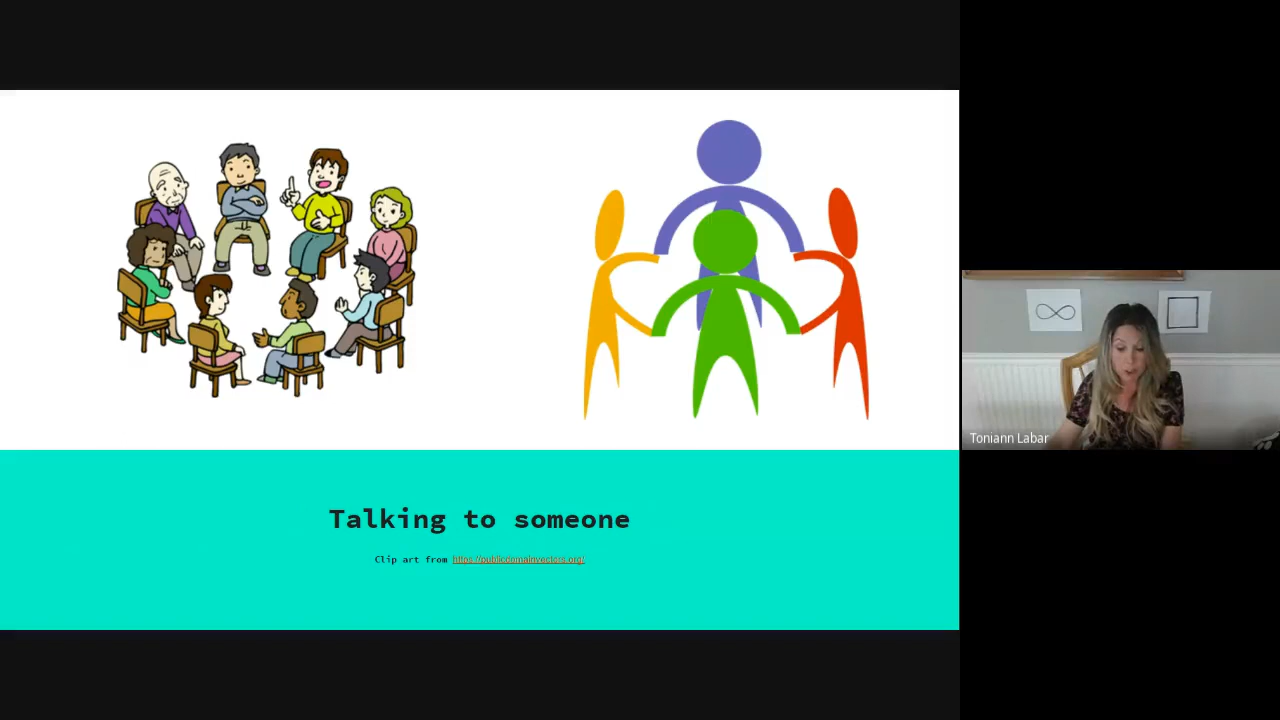 Talking to someone
Clip art from https://publicdomainvectors.org/
Toniann Labar